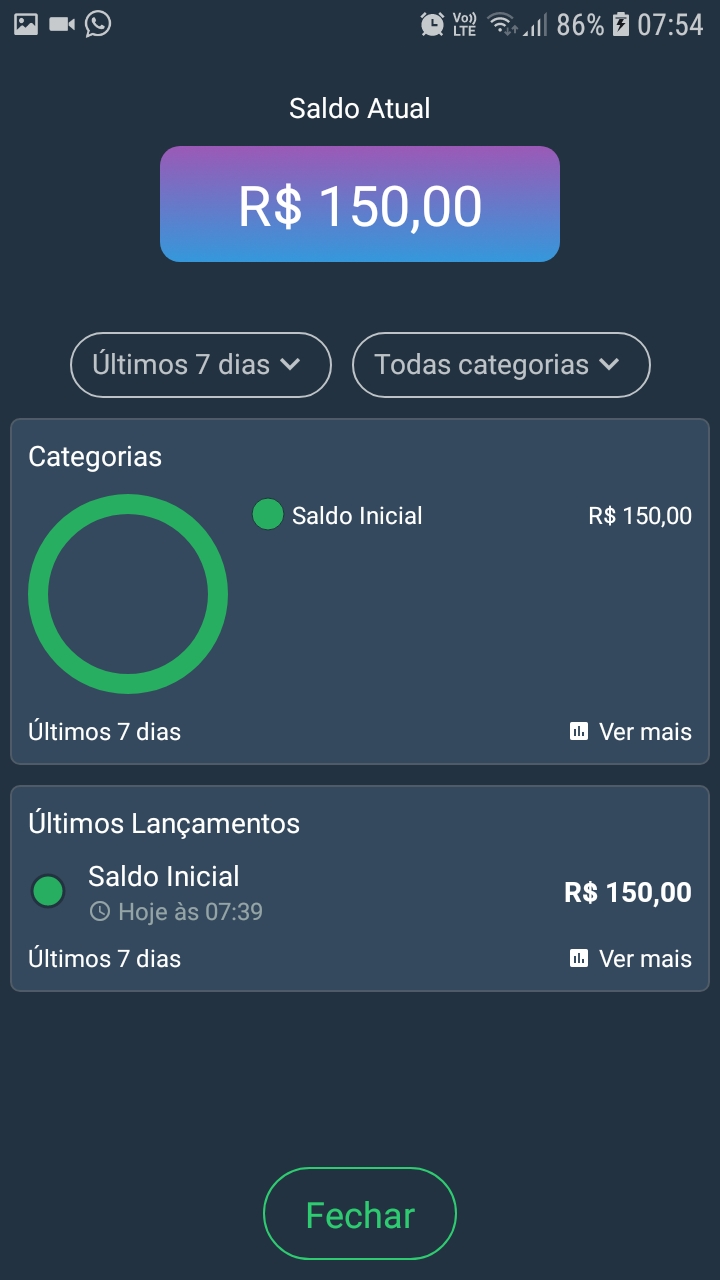 Vo)) LTE 86% 07:54
Saldo Atual
R$ 150,00
Últimos 7 dias Todas categorias
Categorias
Saldo Inicial R$ 150,00
Últimos 7 dias Ver mais
Últimos Lançamentos
Saldo Inicial R$ 150,00
Hoje às 07:39
Últimos 7 dias Ver mais
Fechar